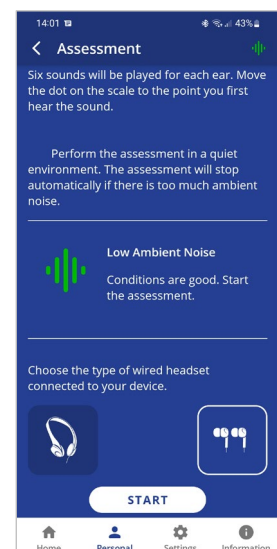 14:01
43%
Assessment
Six sounds will be played for each ear. Move
the dot on the scale to the point you first
hear the sound.
Perform the assessment in a quiet
environment. The assessment will stop
automatically if there is too much ambient
noise.
Low Ambient Noise
Conditions are good. Start
the assessment.
Choose the type of wired headset
connected to your device.
START
Home Personal Settings Information